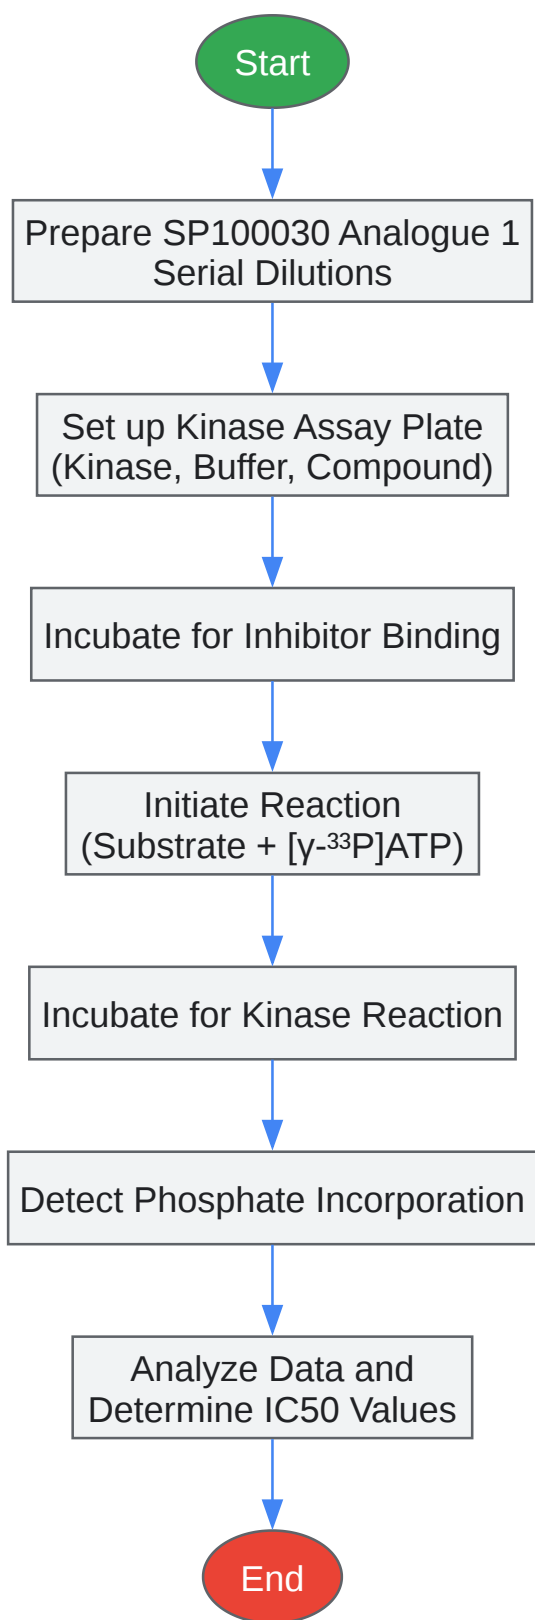 Start
Prepare SP100030 Analogue 1
Serial Dilutions
Set up Kinase Assay Plate
(Kinase, Buffer, Compound)
Incubate for Inhibitor Binding
Initiate Reaction
(Substrate + [γ-³³P]ATP)
Incubate for Kinase Reaction
Detect Phosphate Incorporation
Analyze Data and
Determine IC50 Values
End